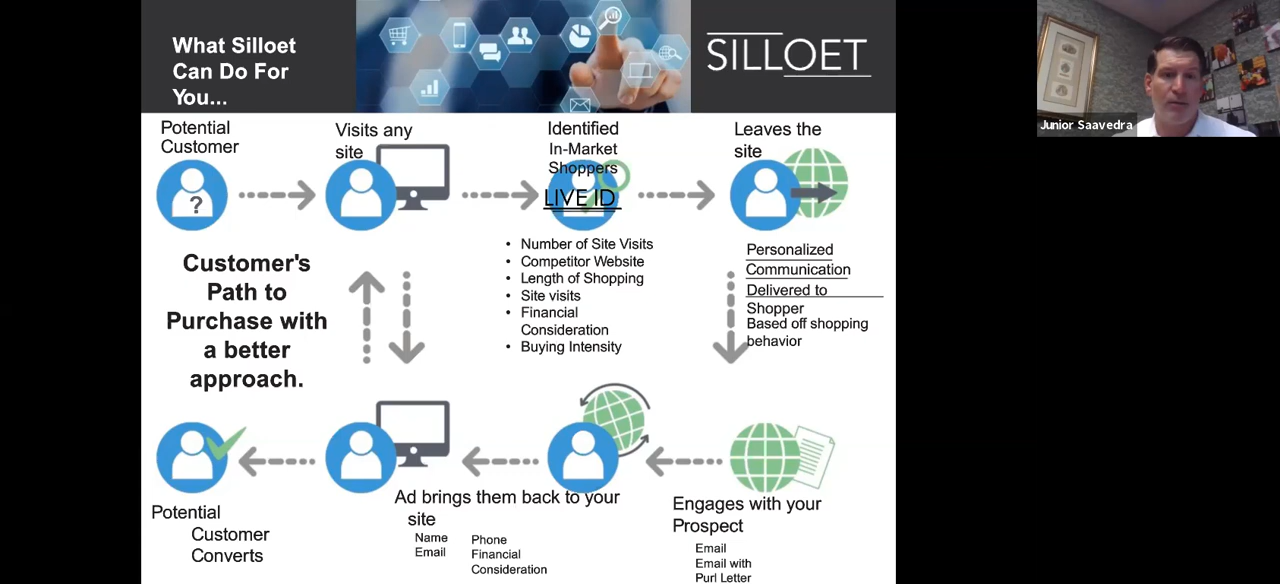 What Silloet
Can Do For
You...
SILLOET
Junior Saavedra
Potential
Customer
Visits any
site
Identified
In-Market
Shoppers
LIVE ID
Leaves the
site
?
Customer's
Path to
Purchase with
a better
approach.
• Number of Site Visits
• Competitor Website
• Length of Shopping
• Site visits
• Financial
Consideration
• Buying Intensity
Personalized
Communication
Delivered to
Shopper
Based off shopping
behavior
Potential
Customer
Converts
Ad brings them back to your
site
Name
Email
Phone
Financial
Consideration
Engages with your
Prospect
Email
Email with
Purl Letter